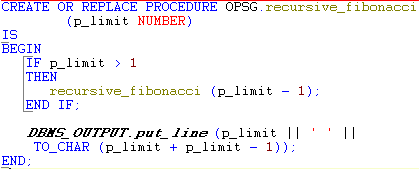 CREATE OR REPLACE PROCEDURE OPSG.recursive_fibonacci
(p_limit NUMBER)
IS
BEGIN
IF p_limit > 1
THEN
recursive_fibonacci (p_limit - 1);
END IF;
DBMS_OUTPUT.put_line (p_limit || ' ' ||
TO_CHAR (p_limit + p_limit - 1));
END;